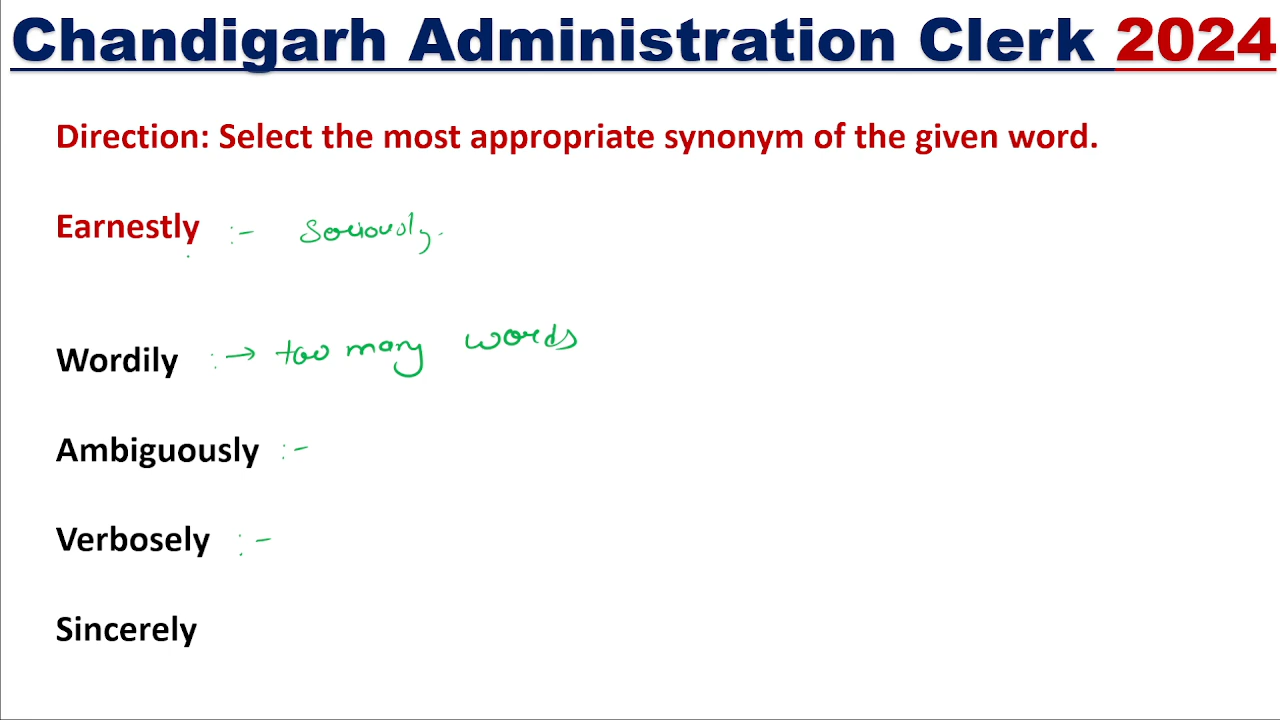 Chandigarh Administration Clerk 2024
Direction: Select the most appropriate synonym of the given word.
Earnestly :- Seriously.
Wordily :→ too many words
Ambiguously :-
Verbosely :-
Sincerely